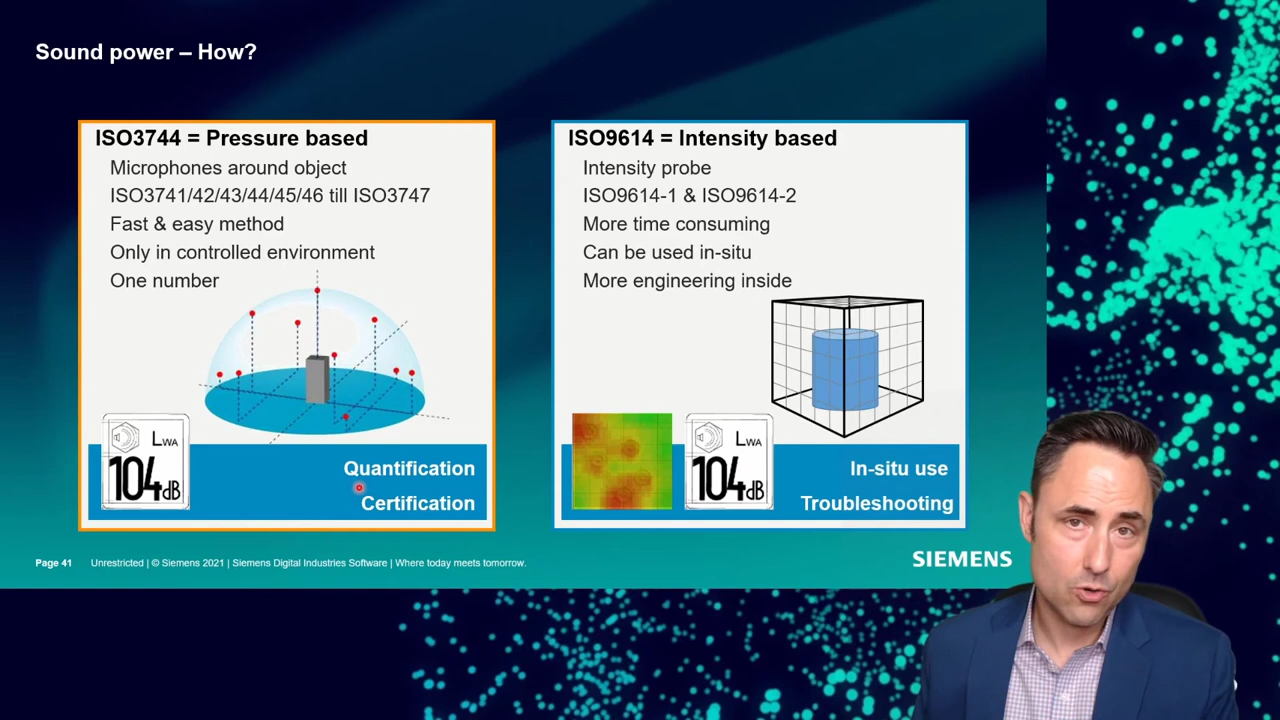 Sound power – How?
ISO3744 = Pressure based
Microphones around object
ISO3741/42/43/44/45/46 till ISO3747
Fast & easy method
Only in controlled environment
One number
LWA
104dB
Quantification
Certification
ISO9614 = Intensity based
Intensity probe
ISO9614-1 & ISO9614-2
More time consuming
Can be used in-situ
More engineering inside
LWA
104dB
In-situ use
Troubleshooting
Page 41 Unrestricted | © Siemens 2021 | Siemens Digital Industries Software | Where today meets tomorrow.
SIEMENS